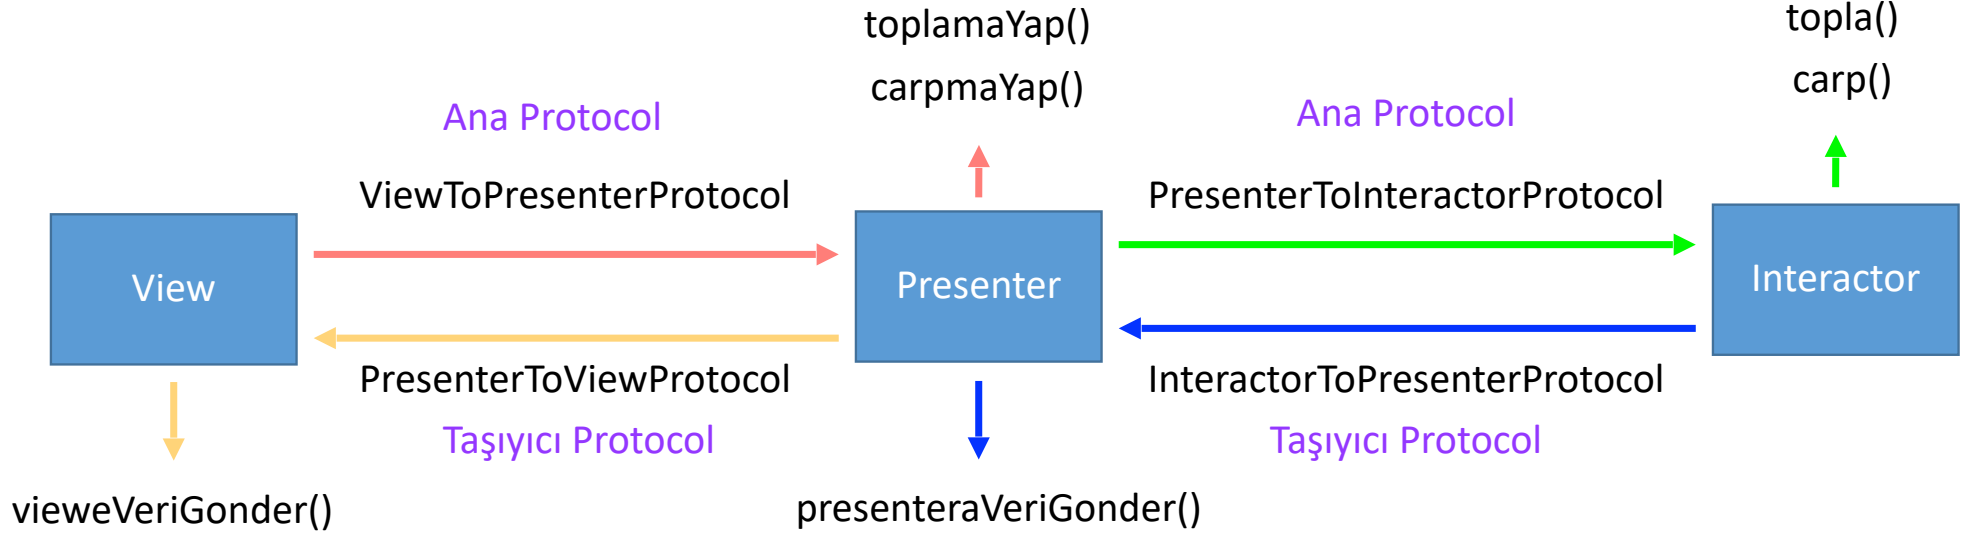 toplamaYap()
carpmaYap()
topla()
carp()
Ana Protocol
Ana Protocol
ViewToPresenterProtocol
PresenterToInteractorProtocol
View
Presenter
Interactor
PresenterToViewProtocol
InteractorToPresenterProtocol
Taşıyıcı Protocol
Taşıyıcı Protocol
vieweVeriGonder()
presenteraVeriGonder()